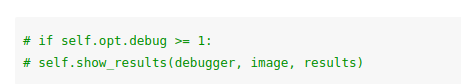 # if self.opt.debug >= 1:
# self.show_results(debugger, image, results)